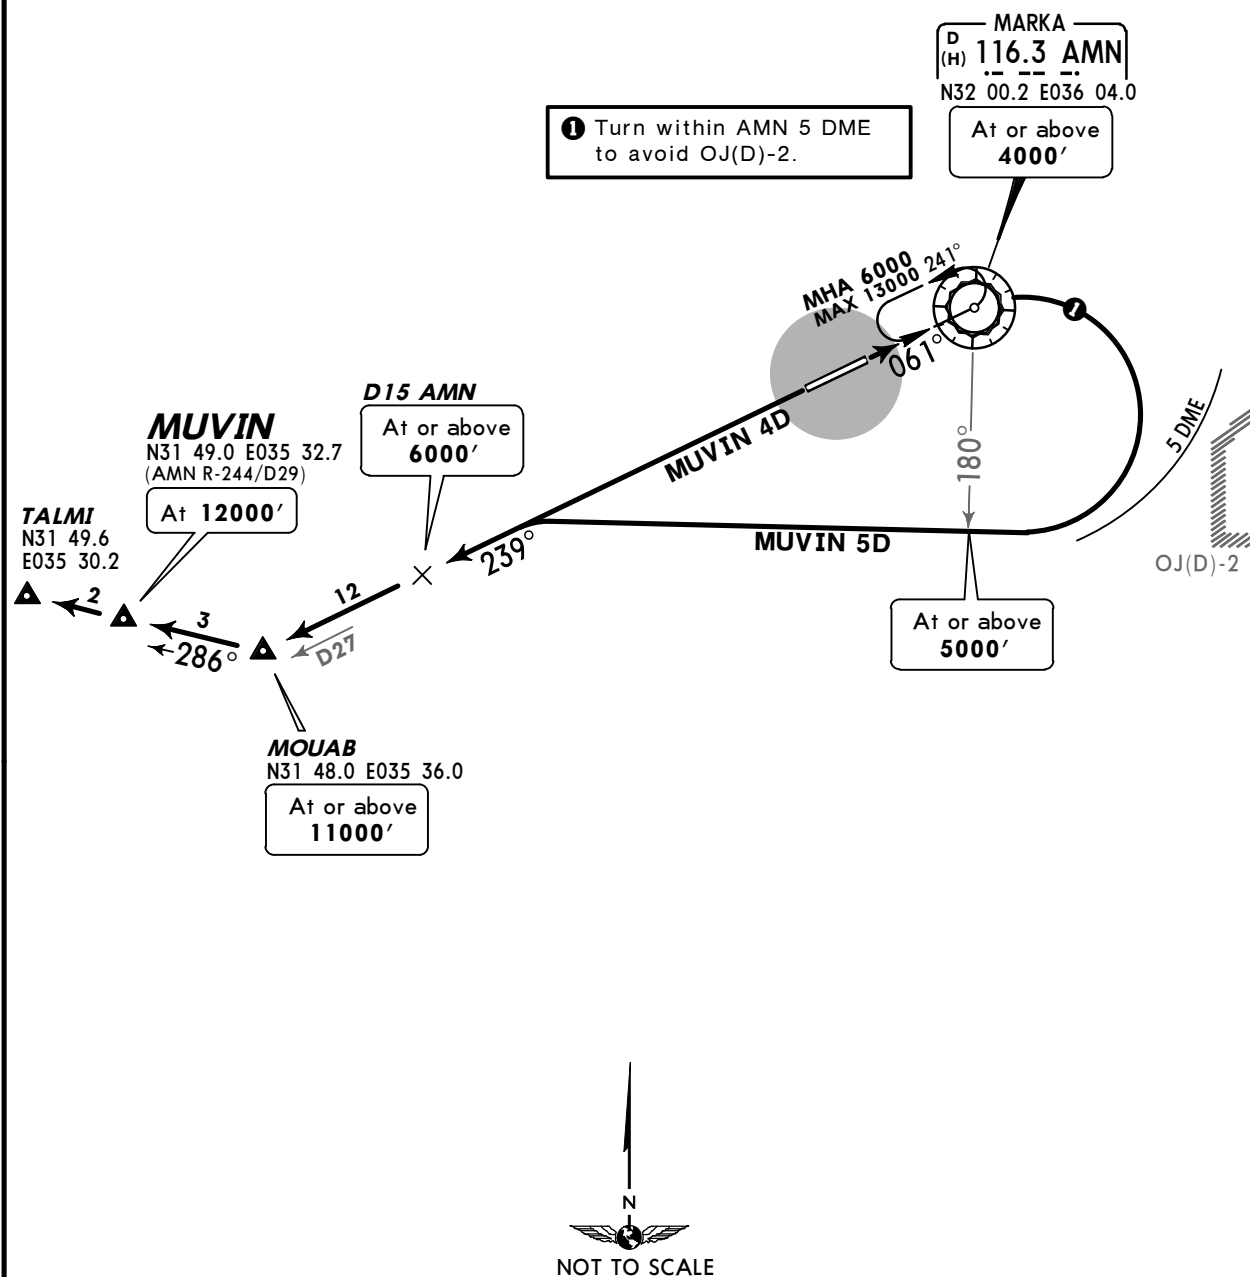 MARKA
D
(H) 116.3 AMN
N32 00.2 E036 04.0
At or above
4000′
❶ Turn within AMN 5 DME
to avoid OJ(D)-2.
MHA 6000
MAX 13000 241°
1
061°
D15 AMN
At or above
6000′
MUVIN
N31 49.0 E035 32.7
(AMN R-244/D29)
At 12000′
TALMI
N31 49.6
E035 30.2
MUVIN 4D
180°
5 DME
OJ(D)-2
239°
MUVIN 5D
12
D27
2
3
286°
At or above
5000′
MOUAB
N31 48.0 E035 36.0
At or above
11000′
N
NOT TO SCALE